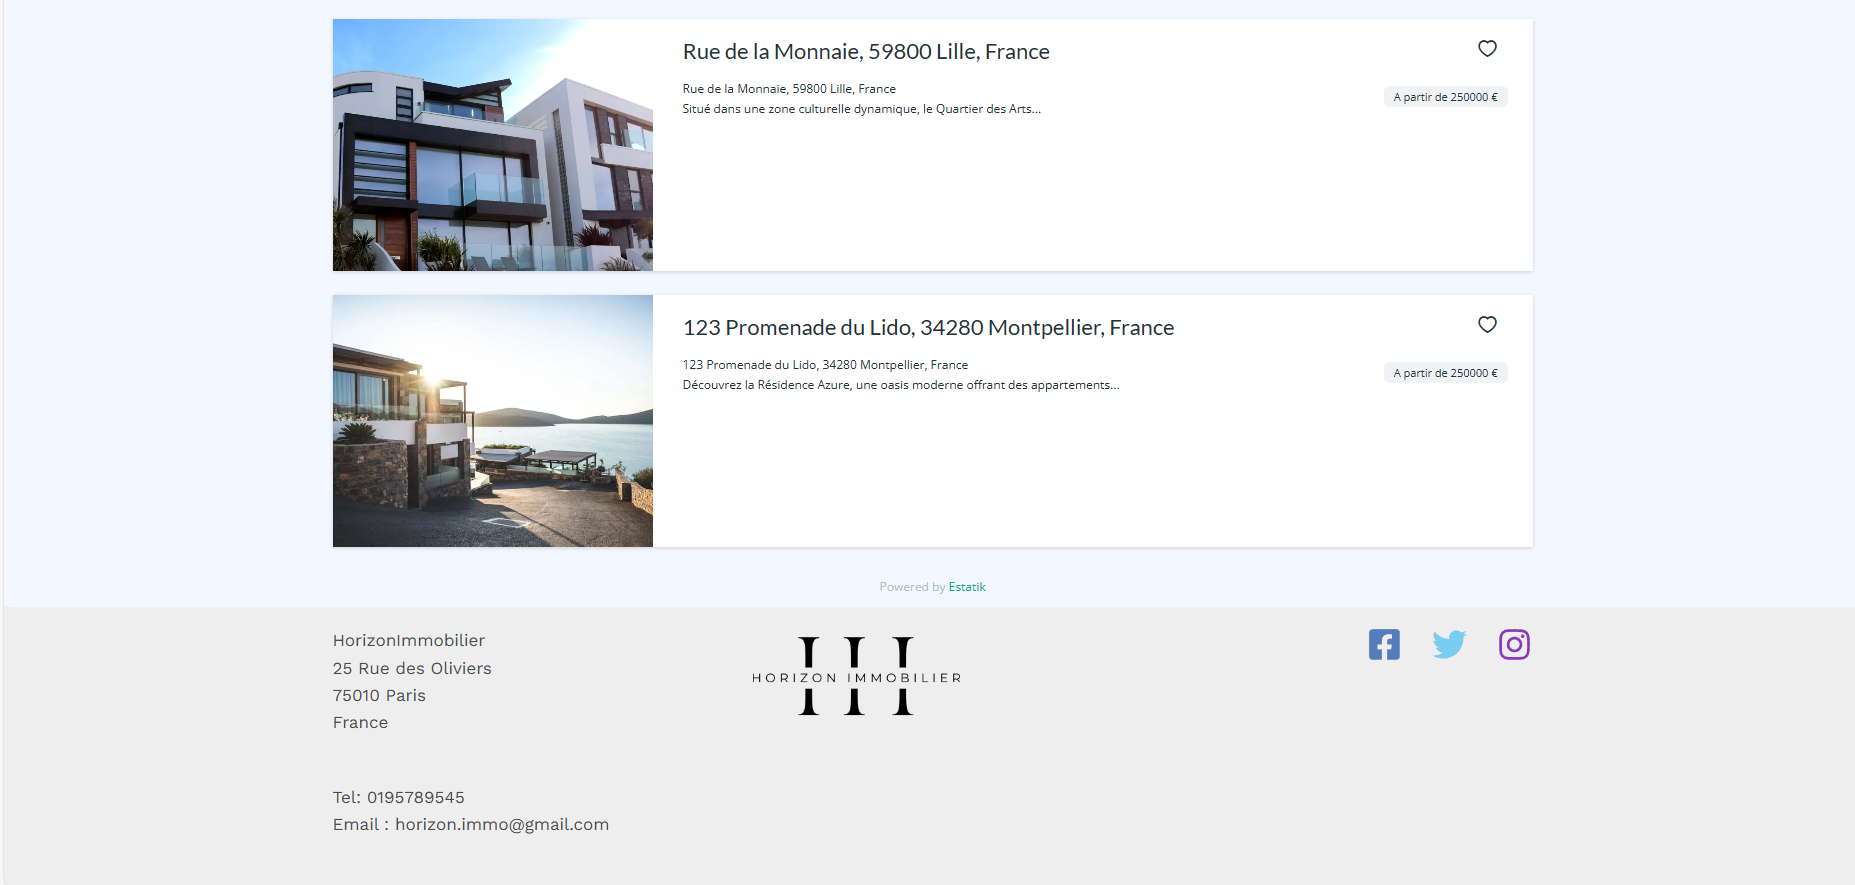 Rue de la Monnaie, 59800 Lille, France
Rue de la Monnaie, 59800 Lille, France
A partir de 250000 €
Situé dans une zone culturelle dynamique, le Quartier des Arts...
123 Promenade du Lido, 34280 Montpellier, France
123 Promenade du Lido, 34280 Montpellier, France
A partir de 250000 €
Découvrez la Résidence Azure, une oasis moderne offrant des appartements...
Powered by Estatik
HorizonImmobilier
25 Rue des Oliviers
75010 Paris
France
Tel: 0195789545
Email : horizon.immo@gmail.com
HORIZON IMMOBILIER